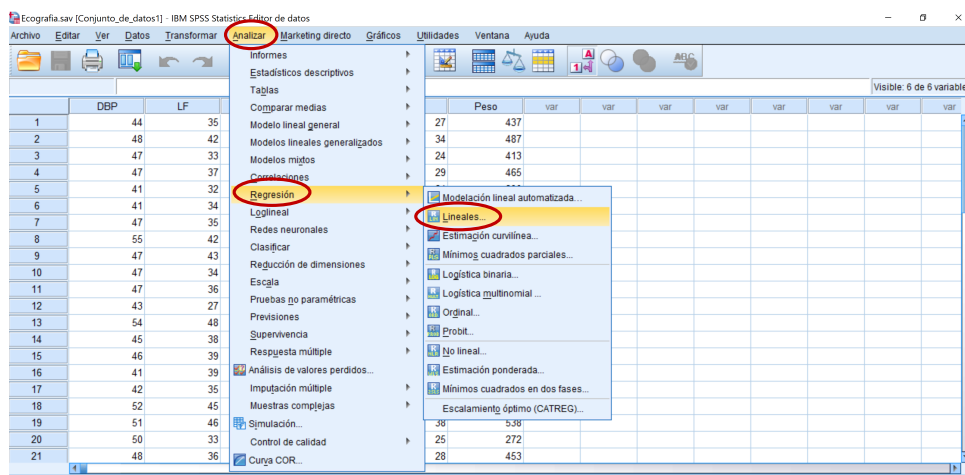 Ecografia.sav [Conjunto_de_datos1] - IBM SPSS Statistics Editor de datos
Archivo Editar Ver Datos Transformar Analizar Marketing directo Gráficos Utilidades Ventana Ayuda
Visible: 6 de 6 variable
DBP LF Peso var var var var var var var
1 44 35 27 437
2 48 42 34 487
3 47 33 24 413
4 47 37 29 465
5 41 32
6 41 34
7 47 35
8 55 42
9 47 43
10 47 34
11 47 36
12 43 27
13 54 48
14 45 38
15 46 39
16 41 39
17 42 35
18 52 45
19 51 46 38 538
20 50 33 25 272
21 48 36 28 453
Informes
Estadísticos descriptivos
Tablas
Comparar medias
Modelo lineal general
Modelos lineales generalizados
Modelos mixtos
Correlaciones
Regresión
Loglineal
Redes neuronales
Clasificar
Reducción de dimensiones
Escala
Pruebas no paramétricas
Previsiones
Supervivencia
Respuesta múltiple
Análisis de valores perdidos...
Imputación múltiple
Muestras complejas
Simulación...
Control de calidad
Curva COR...
Modelación lineal automatizada...
Lineales...
Estimación curvilínea...
Mínimos cuadrados parciales...
Logística binaria...
Logística multinomial ...
Ordinal...
Probit...
No lineal...
Estimación ponderada...
Mínimos cuadrados en dos fases...
Escalamiento óptimo (CATREG)...